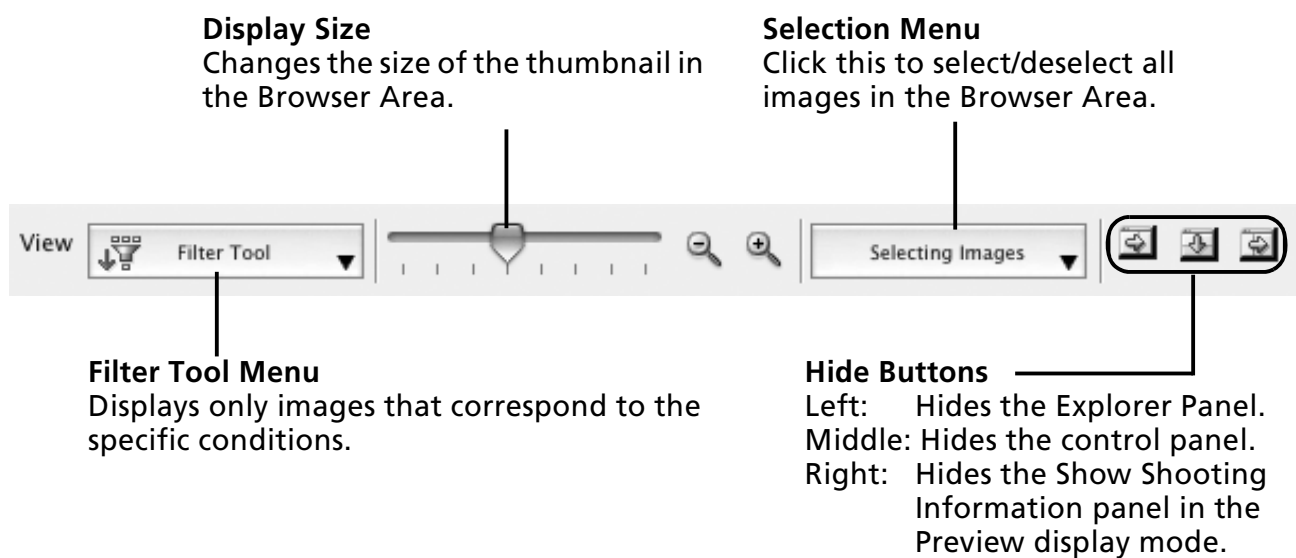 Display Size
Changes the size of the thumbnail in
the Browser Area.
Selection Menu
Click this to select/deselect all
images in the Browser Area.
View
Filter Tool
Selecting Images
Filter Tool Menu
Displays only images that correspond to the
specific conditions.
Hide Buttons
Left: Hides the Explorer Panel.
Middle: Hides the control panel.
Right: Hides the Show Shooting
Information panel in the
Preview display mode.